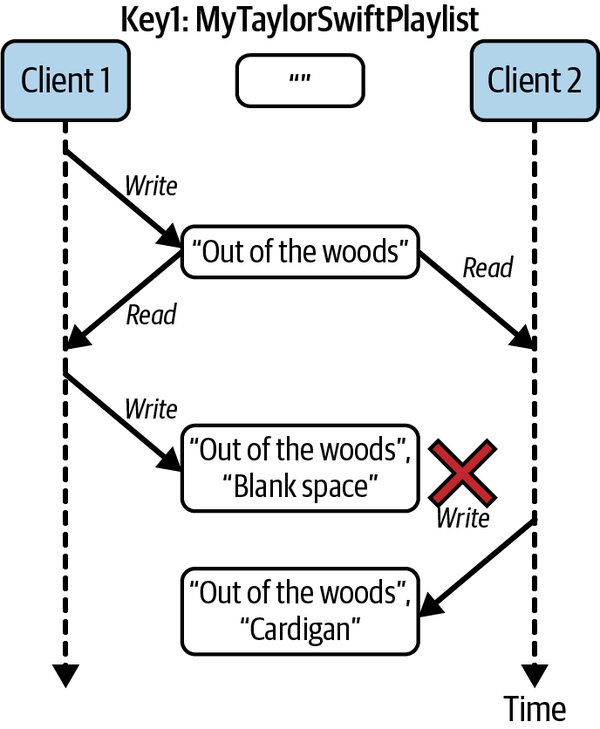 Key1: MyTaylorSwiftPlaylist
Client 1
“”
Client 2
Write
“Out of the woods”
Read
Read
Write
“Out of the woods”,
“Blank space”
Write
“Out of the woods”,
“Cardigan”
Time